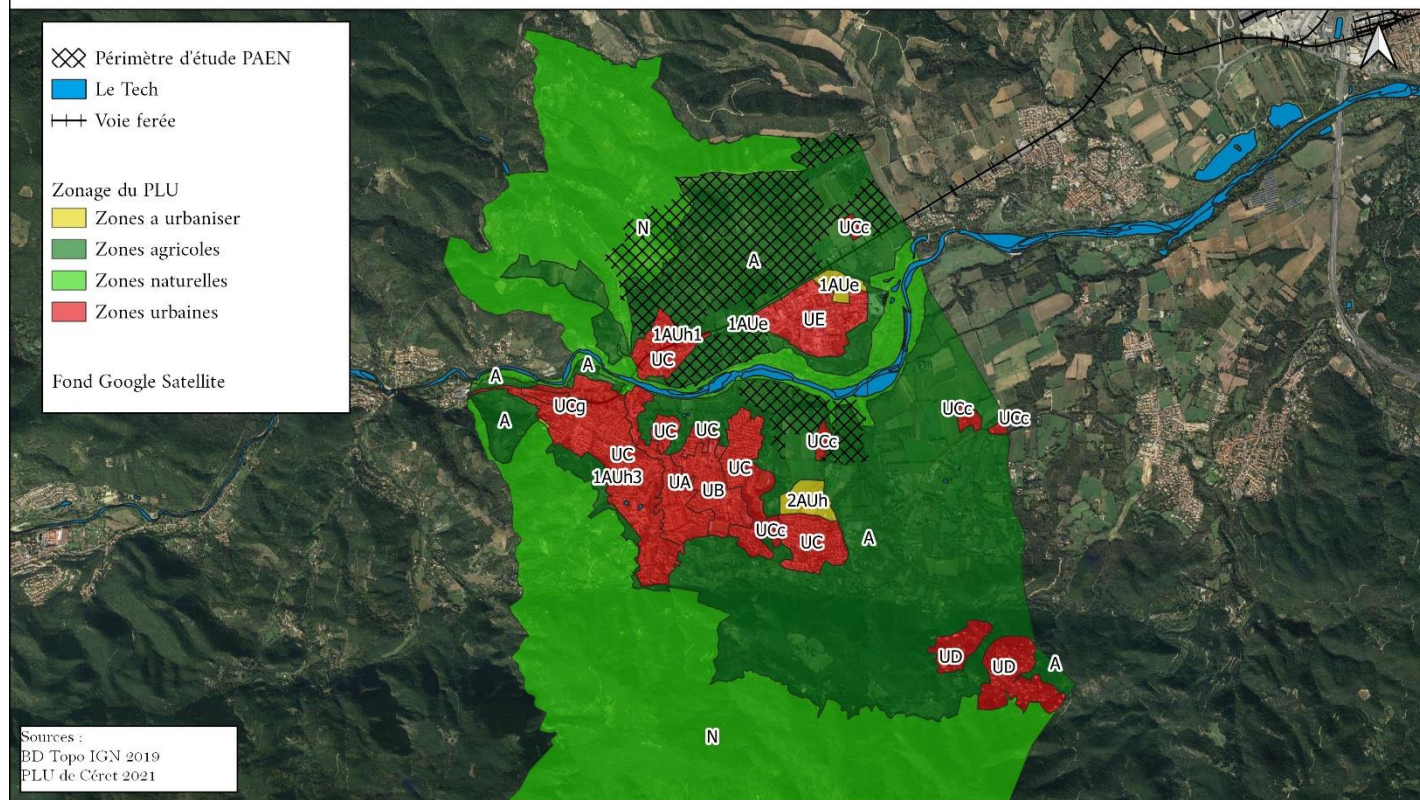 Périmètre d'étude PAEN
Le Tech
Voie ferée
Zonage du PLU
Zones a urbaniser
Zones agricoles
Zones naturelles
Zones urbaines
Fond Google Satellite
N
UCc
A
1AUe
1AUh1
1AUe
UE
UC
A
A
UCg
A
UCc
UCc
UC
UC
UCc
UC
UC
1AUh3
UA
UB
2AUh
UCc
UC
A
UD
UD
A
N
Sources :
BD Topo IGN 2019
PLU de Céret 2021